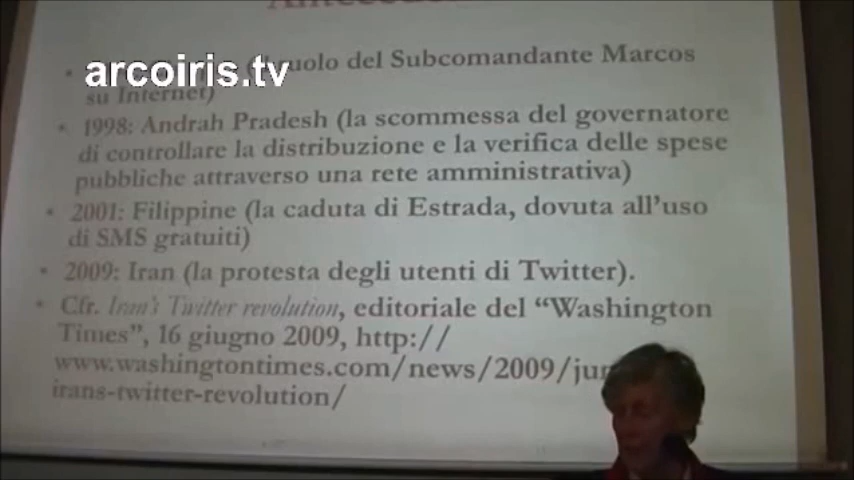 arcoiris.tv
del Subcomandante Marcos
su Internet)
• 1998: Andrah Pradesh (la scommessa del governatore
di controllare la distribuzione e la verifica delle spese
pubbliche attraverso una rete amministrativa)
• 2001: Filippine (la caduta di Estrada, dovuta all'uso
di SMS gratuiti)
• 2009: Iran (la protesta degli utenti di Twitter).
• Cfr. Iran's Twitter revolution, editoriale del "Washington
Times", 16 giugno 2009, http://
www.washingtontimes.com/news/2009/ju
irans-twitter-revolution/